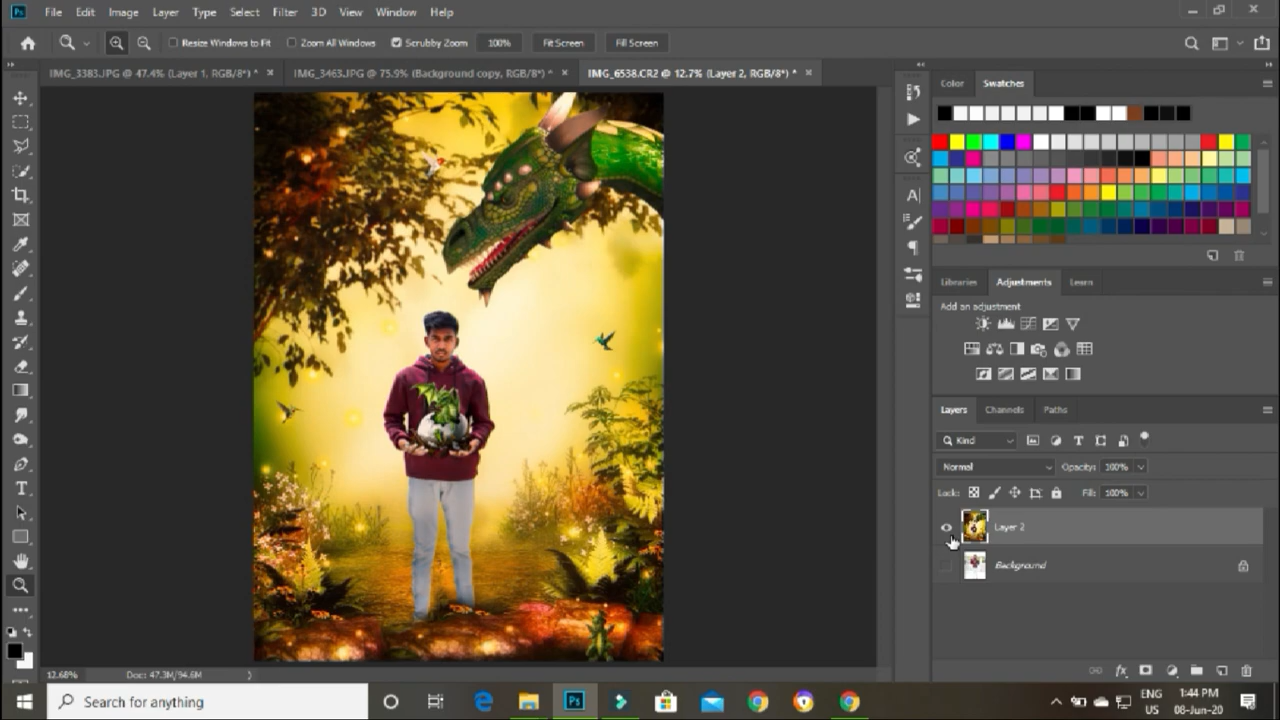 Ps File Edit Image Layer Type Select Filter 3D View Window Help
Resize Windows to Fit Zoom All Windows Scrubby Zoom 100% Fit Screen Fill Screen
IMG_3383.JPG @ 47.4% (Layer 1, RGB/8*) * × IMG_3463.JPG @ 75.9% (Background copy, RGB/8*) * × IMG_6538.CR2 @ 12.7% (Layer 2, RGB/8*) * ×
Color Swatches
Libraries Adjustments Learn
Add an adjustment
Layers Channels Paths
Kind
Normal Opacity: 100%
Lock: Fill: 100%
Layer 2
Background
12.68% Doc: 47.3M/94.6M
Search for anything
Ps
ENG
US
1:44 PM
08-Jun-20